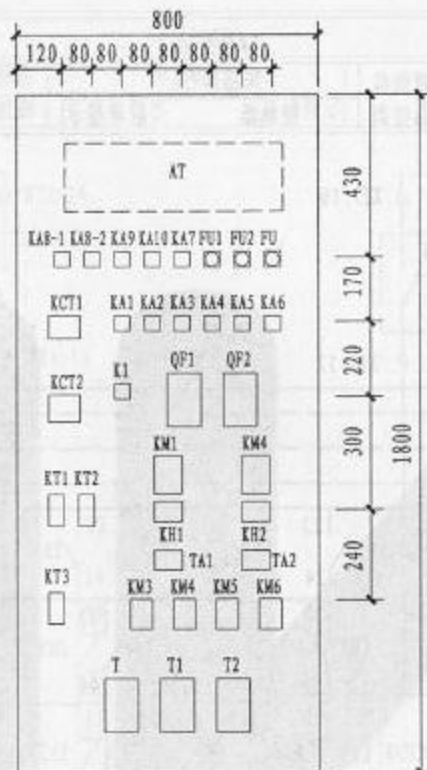 800
120 80 80 80 80 80 80 80
AT
430
KA8-1 KA8-2 KA9 KA10 KA7 FU1 FU2 FU
170
KCT1 KA1 KA2 KA3 KA4 KA5 KA6
220
K1 QF1 QF2
KCT2
300
1800
KM1 KM4
KT1 KT2
KH1 KH2
240
TA1 TA2
KT3 KM3 KM4 KM5 KM6
T T1 T2